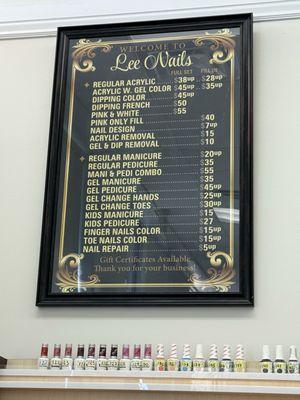 WELCOME TO
Lee Nails
FULL SET FILL IN
REGULAR ACRYLIC $38up $28up
ACRYLIC W. GEL COLOR $45up $35up
DIPPING COLOR $45up
DIPPING FRENCH $50
PINK & WHITE $55
PINK ONLY FILL $40
NAIL DESIGN $7up
ACRYLIC REMOVAL $15
GEL & DIP REMOVAL $10
REGULAR MANICURE $20up
REGULAR PEDICURE $35
MANI & PEDI COMBO $55
GEL MANICURE $35
GEL PEDICURE $45up
GEL CHANGE HANDS $25up
GEL CHANGE TOES $30up
KIDS MANICURE $15
KIDS PEDICURE $27
FINGER NAILS COLOR $15up
TOE NAILS COLOR $15up
NAIL REPAIR $5up
Gift Certificates Available
Thank you for your business!